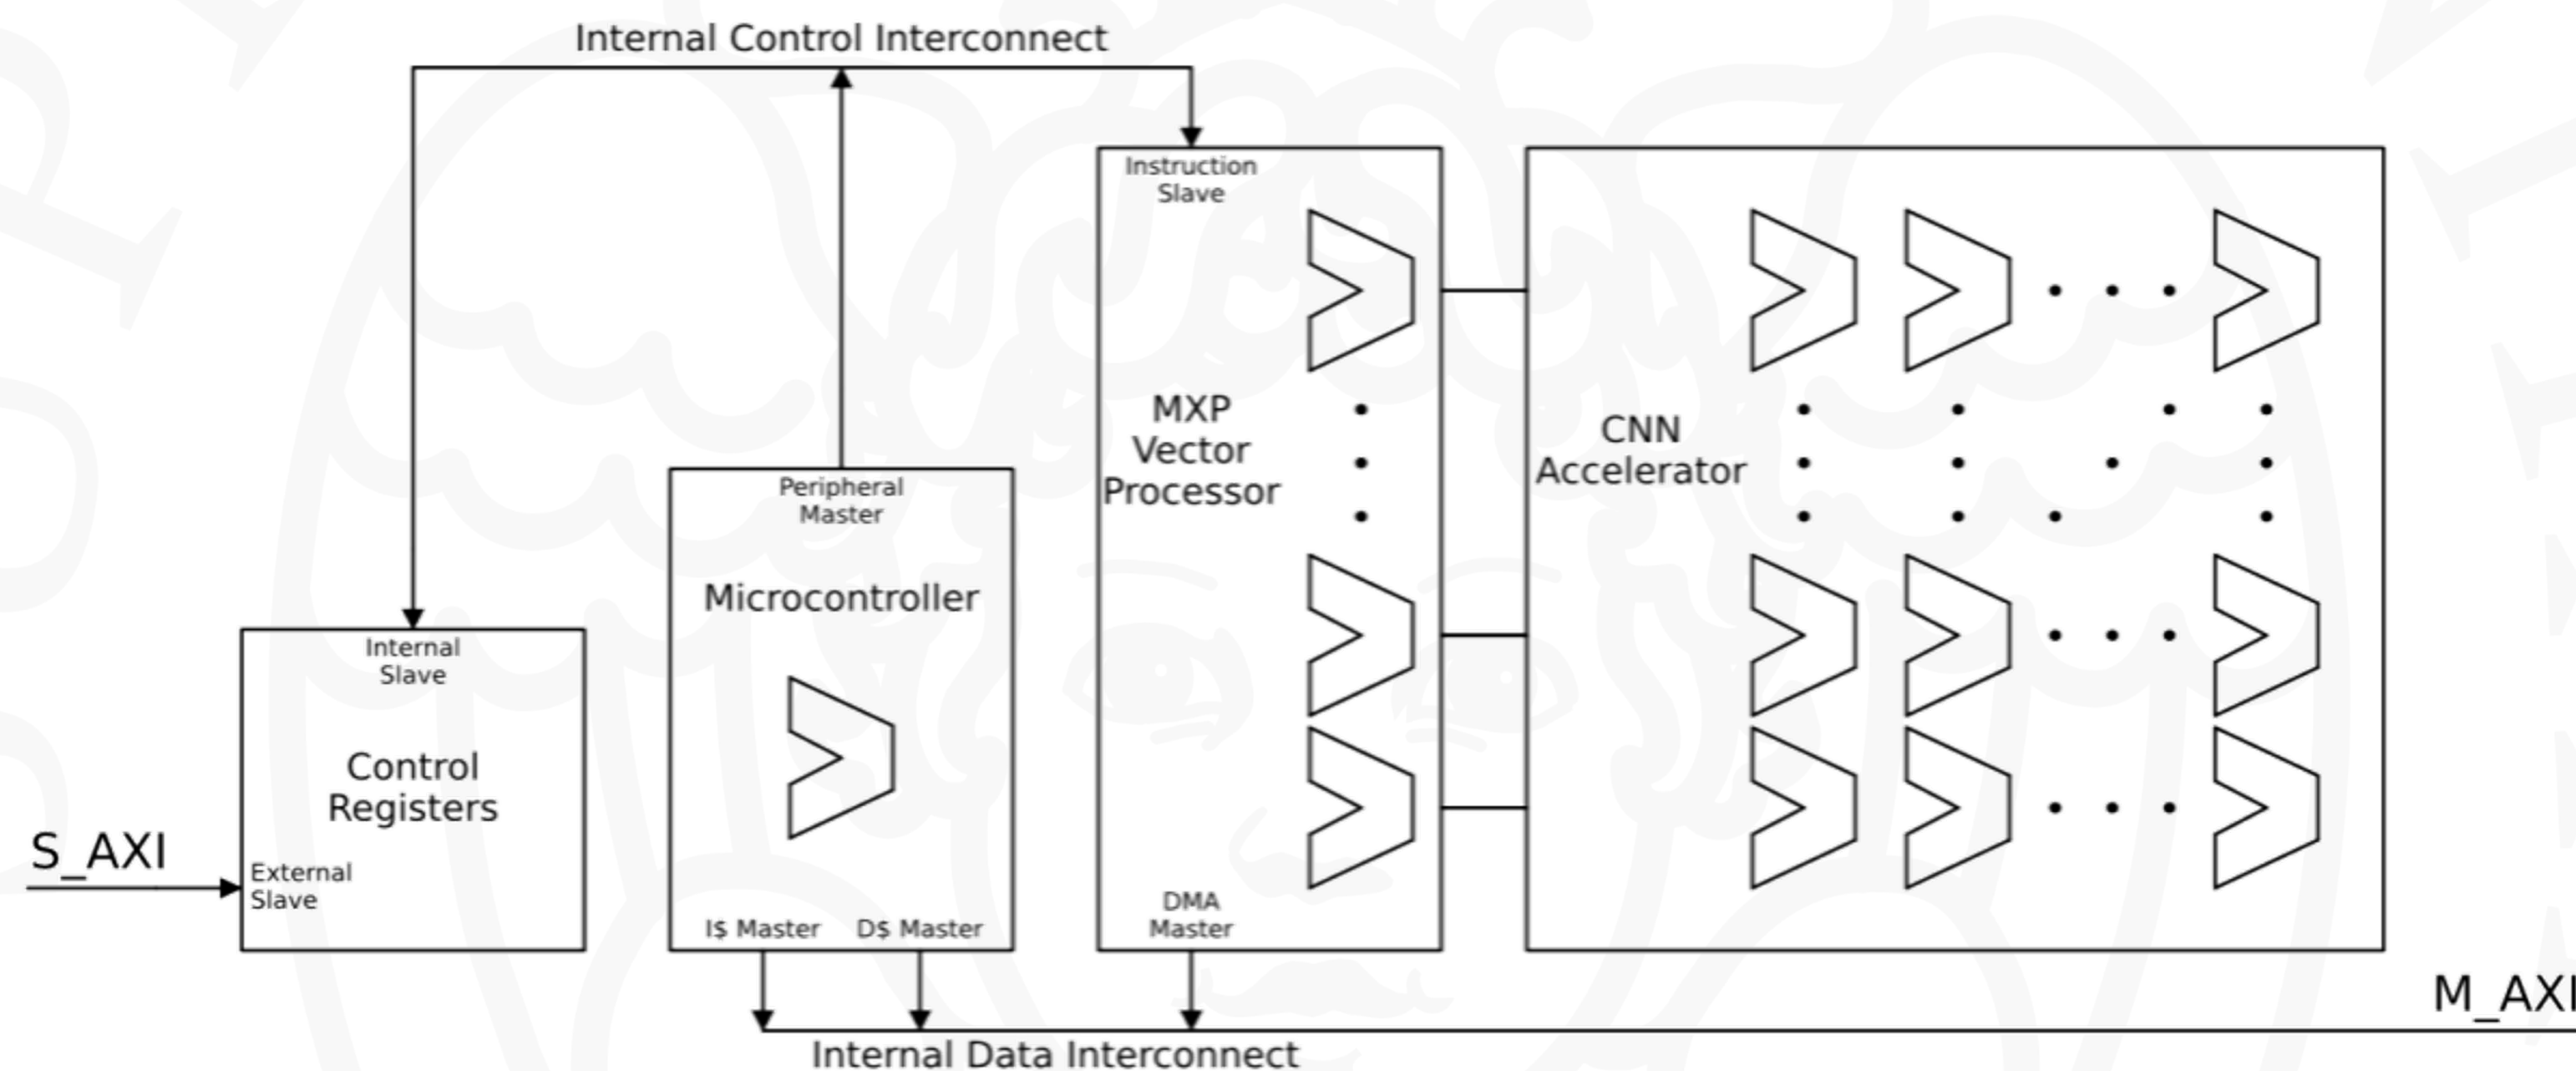 Internal Control Interconnect
Instruction
Slave
MXP
Vector
Processor
CNN
Accelerator
Peripheral
Master
Microcontroller
Internal
Slave
Control
Registers
S_AXI
External
Slave
I$ Master
D$ Master
DMA
Master
M_AXI
Internal Data Interconnect